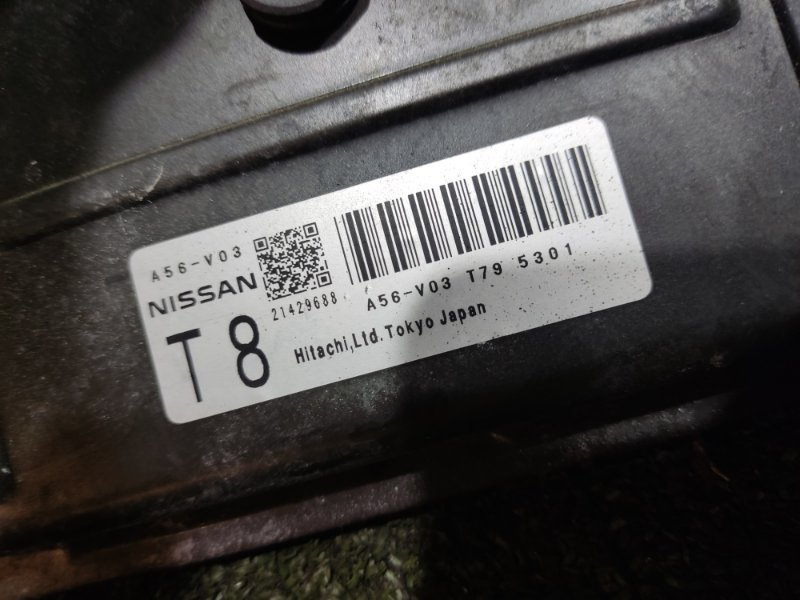 A56-V03
NISSAN
21429688
T8
A56-V03 T79 5301
Hitachi,Ltd.Tokyo Japan